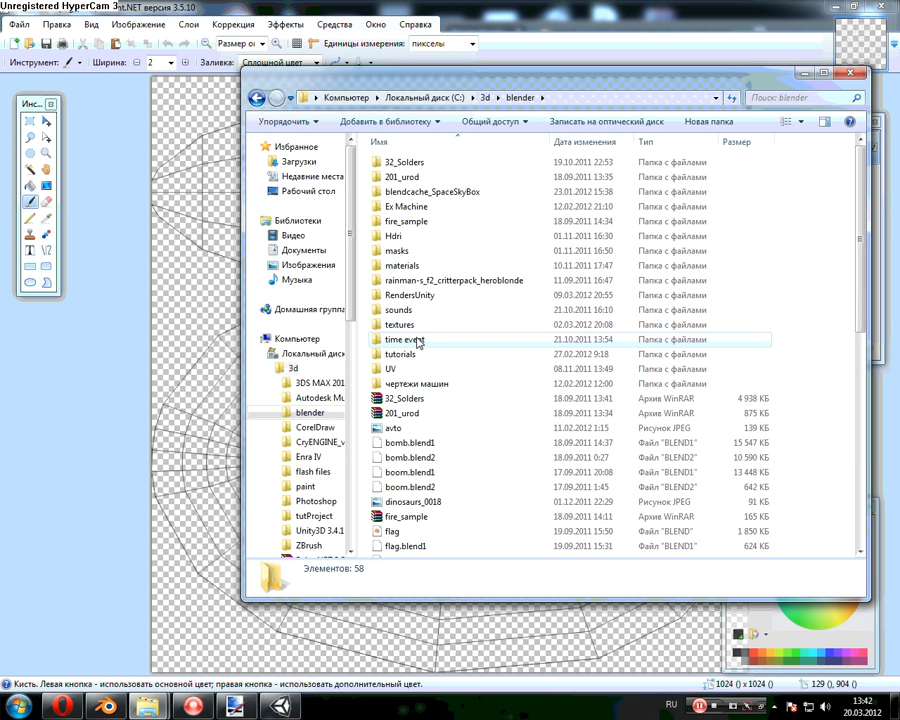 Unregistered HyperCam 3
nt.NET версия 3.5.10
Файл Правка Вид Изображение Слои Коррекция Эффекты Средства Окно Справка
Размер о Единицы измерения: пикселы
Инструмент: Ширина: 2 Заливка: Сплошной цвет
Инс...
Компьютер Локальный диск (C:) 3d blender
Поиск: blender
Упорядочить Добавить в библиотеку Общий доступ Записать на оптический диск Новая папка
Избранное
Загрузки
Недавние места
Рабочий стол
Библиотеки
Видео
Документы
Изображения
Музыка
Домашняя группа
Компьютер
Локальный диск
3d
3DS MAX 201
Autodesk Mu
blender
CorelDraw
CryENGINE_v
Enra IV
flash files
paint
Photoshop
tutProject
Unity3D 3.4.1
ZBrush
Имя Дата изменения Тип Размер
32_Solders 19.10.2011 22:53 Папка с файлами
201_urod 18.09.2011 13:35 Папка с файлами
blendcache_SpaceSkyBox 23.01.2012 15:38 Папка с файлами
Ex Machine 12.02.2012 21:10 Папка с файлами
fire_sample 18.09.2011 14:34 Папка с файлами
Hdri 01.11.2011 16:30 Папка с файлами
masks 01.11.2011 16:50 Папка с файлами
materials 10.11.2011 17:47 Папка с файлами
rainman-s_f2_critterpack_heroblonde 11.09.2011 16:47 Папка с файлами
RendersUnity 09.03.2012 20:55 Папка с файлами
sounds 21.10.2011 16:10 Папка с файлами
textures 02.03.2012 20:08 Папка с файлами
time event 21.10.2011 13:54 Папка с файлами
tutorials 27.02.2012 9:18 Папка с файлами
UV 08.11.2011 13:49 Папка с файлами
чертежи машин 12.02.2012 12:00 Папка с файлами
32_Solders 18.09.2011 13:41 Архив WinRAR 4 938 КБ
201_urod 18.09.2011 13:34 Архив WinRAR 875 КБ
avto 11.02.2012 1:15 Рисунок JPEG 139 КБ
bomb.blend1 18.09.2011 14:37 Файл "BLEND1" 15 547 КБ
bomb.blend2 18.09.2011 0:27 Файл "BLEND2" 10 590 КБ
boom.blend1 17.09.2011 20:08 Файл "BLEND1" 13 448 КБ
boom.blend2 17.09.2011 1:45 Файл "BLEND2" 642 КБ
dinosaurs_0018 01.12.2011 22:29 Рисунок JPEG 91 КБ
fire_sample 18.09.2011 14:11 Архив WinRAR 165 КБ
flag 19.09.2011 15:50 Файл "BLEND" 1 850 КБ
flag.blend1 19.09.2011 15:31 Файл "BLEND1" 624 КБ
Элементов: 58
Кисть. Левая кнопка - использовать основной цвет; правая кнопка - использовать дополнительный цвет.
1024 () x 1024 () 129 (), 904 ()
RU 13:42
20.03.2012